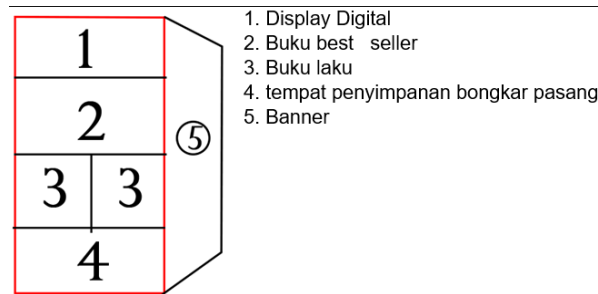 1
2
3 3
4
5
1. Display Digital
2. Buku best seller
3. Buku laku
4. tempat penyimpanan bongkar pasang
5. Banner